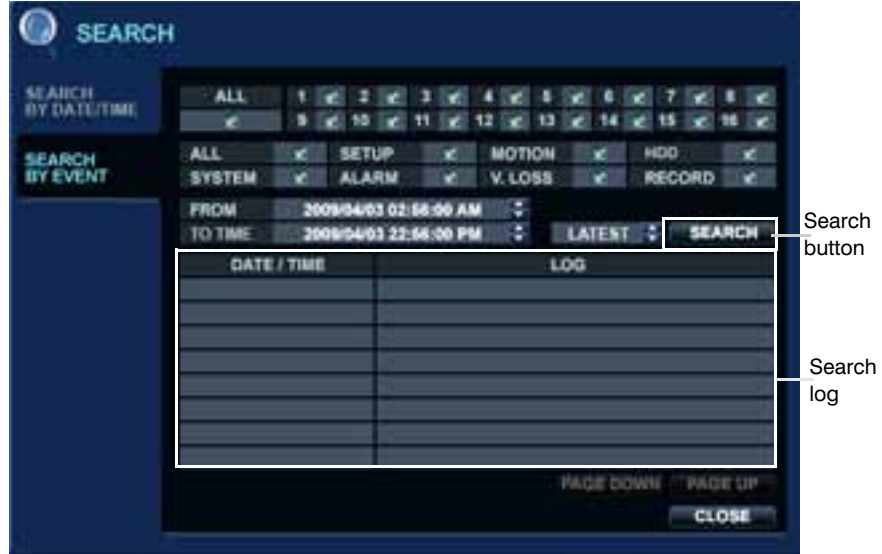 SEARCH
SEARCH
BY DATE/TIME
SEARCH
BY EVENT
ALL 1 2 3 4 5 6 7 8
9 10 11 12 13 14 15 16
ALL SETUP MOTION HDD
SYSTEM ALARM V. LOSS RECORD
FROM 2009/04/03 02:56:00 AM
TO TIME 2009/04/03 22:56:00 PM LATEST SEARCH
Search
button
DATE / TIME LOG
Search
log
PAGE DOWN PAGE UP
CLOSE